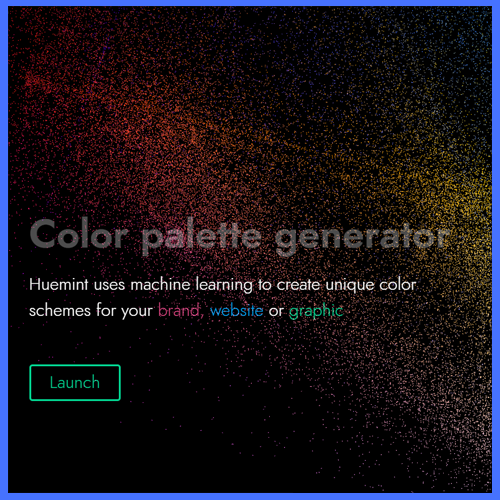 Color palette generator
Huemint uses machine learning to create unique color
schemes for your brand, website or graphic
Launch